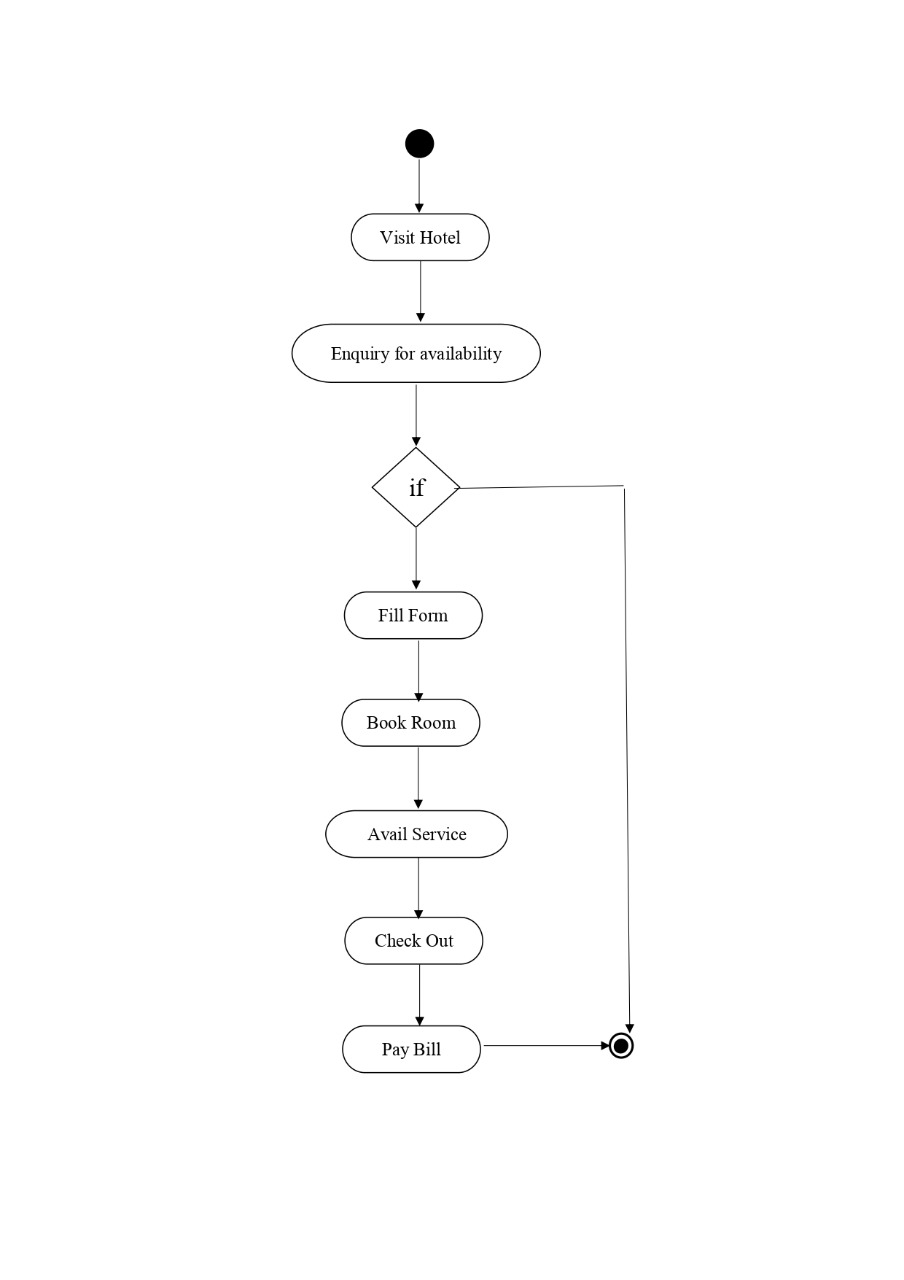 Visit Hotel
Enquiry for availability
if
Fill Form
Book Room
Avail Service
Check Out
Pay Bill